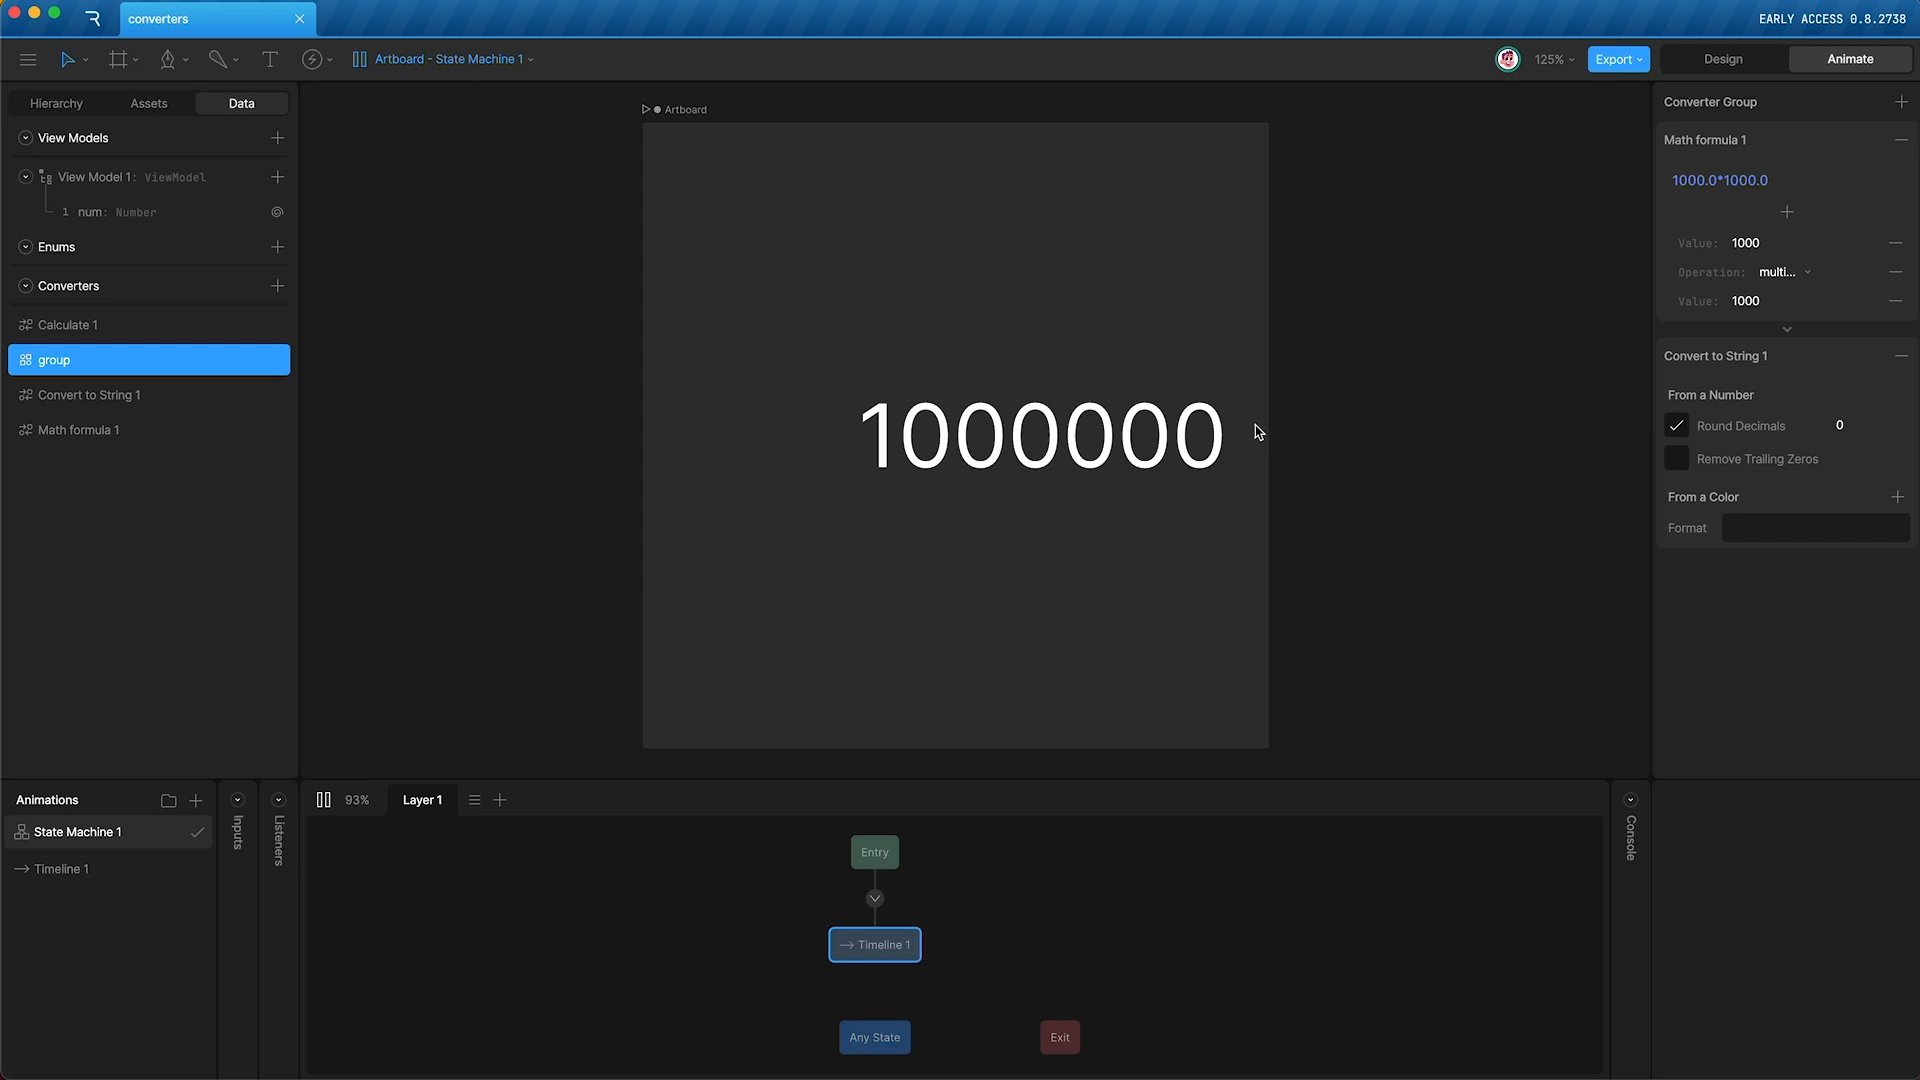 converters
EARLY ACCESS 0.8.2738
Artboard - State Machine 1
125%
Export
Design
Animate
Hierarchy
Assets
Data
View Models
View Model 1: ViewModel
1 num: Number
Enums
Converters
Calculate 1
group
Convert to String 1
Math formula 1
Artboard
1000000
Converter Group
Math formula 1
1000.0*1000.0
Value: 1000
Operation: multi...
Value: 1000
Convert to String 1
From a Number
Round Decimals 0
Remove Trailing Zeros
From a Color
Format
Animations
State Machine 1
Timeline 1
Inputs
Listeners
93%
Layer 1
Entry
Timeline 1
Any State
Exit
Console